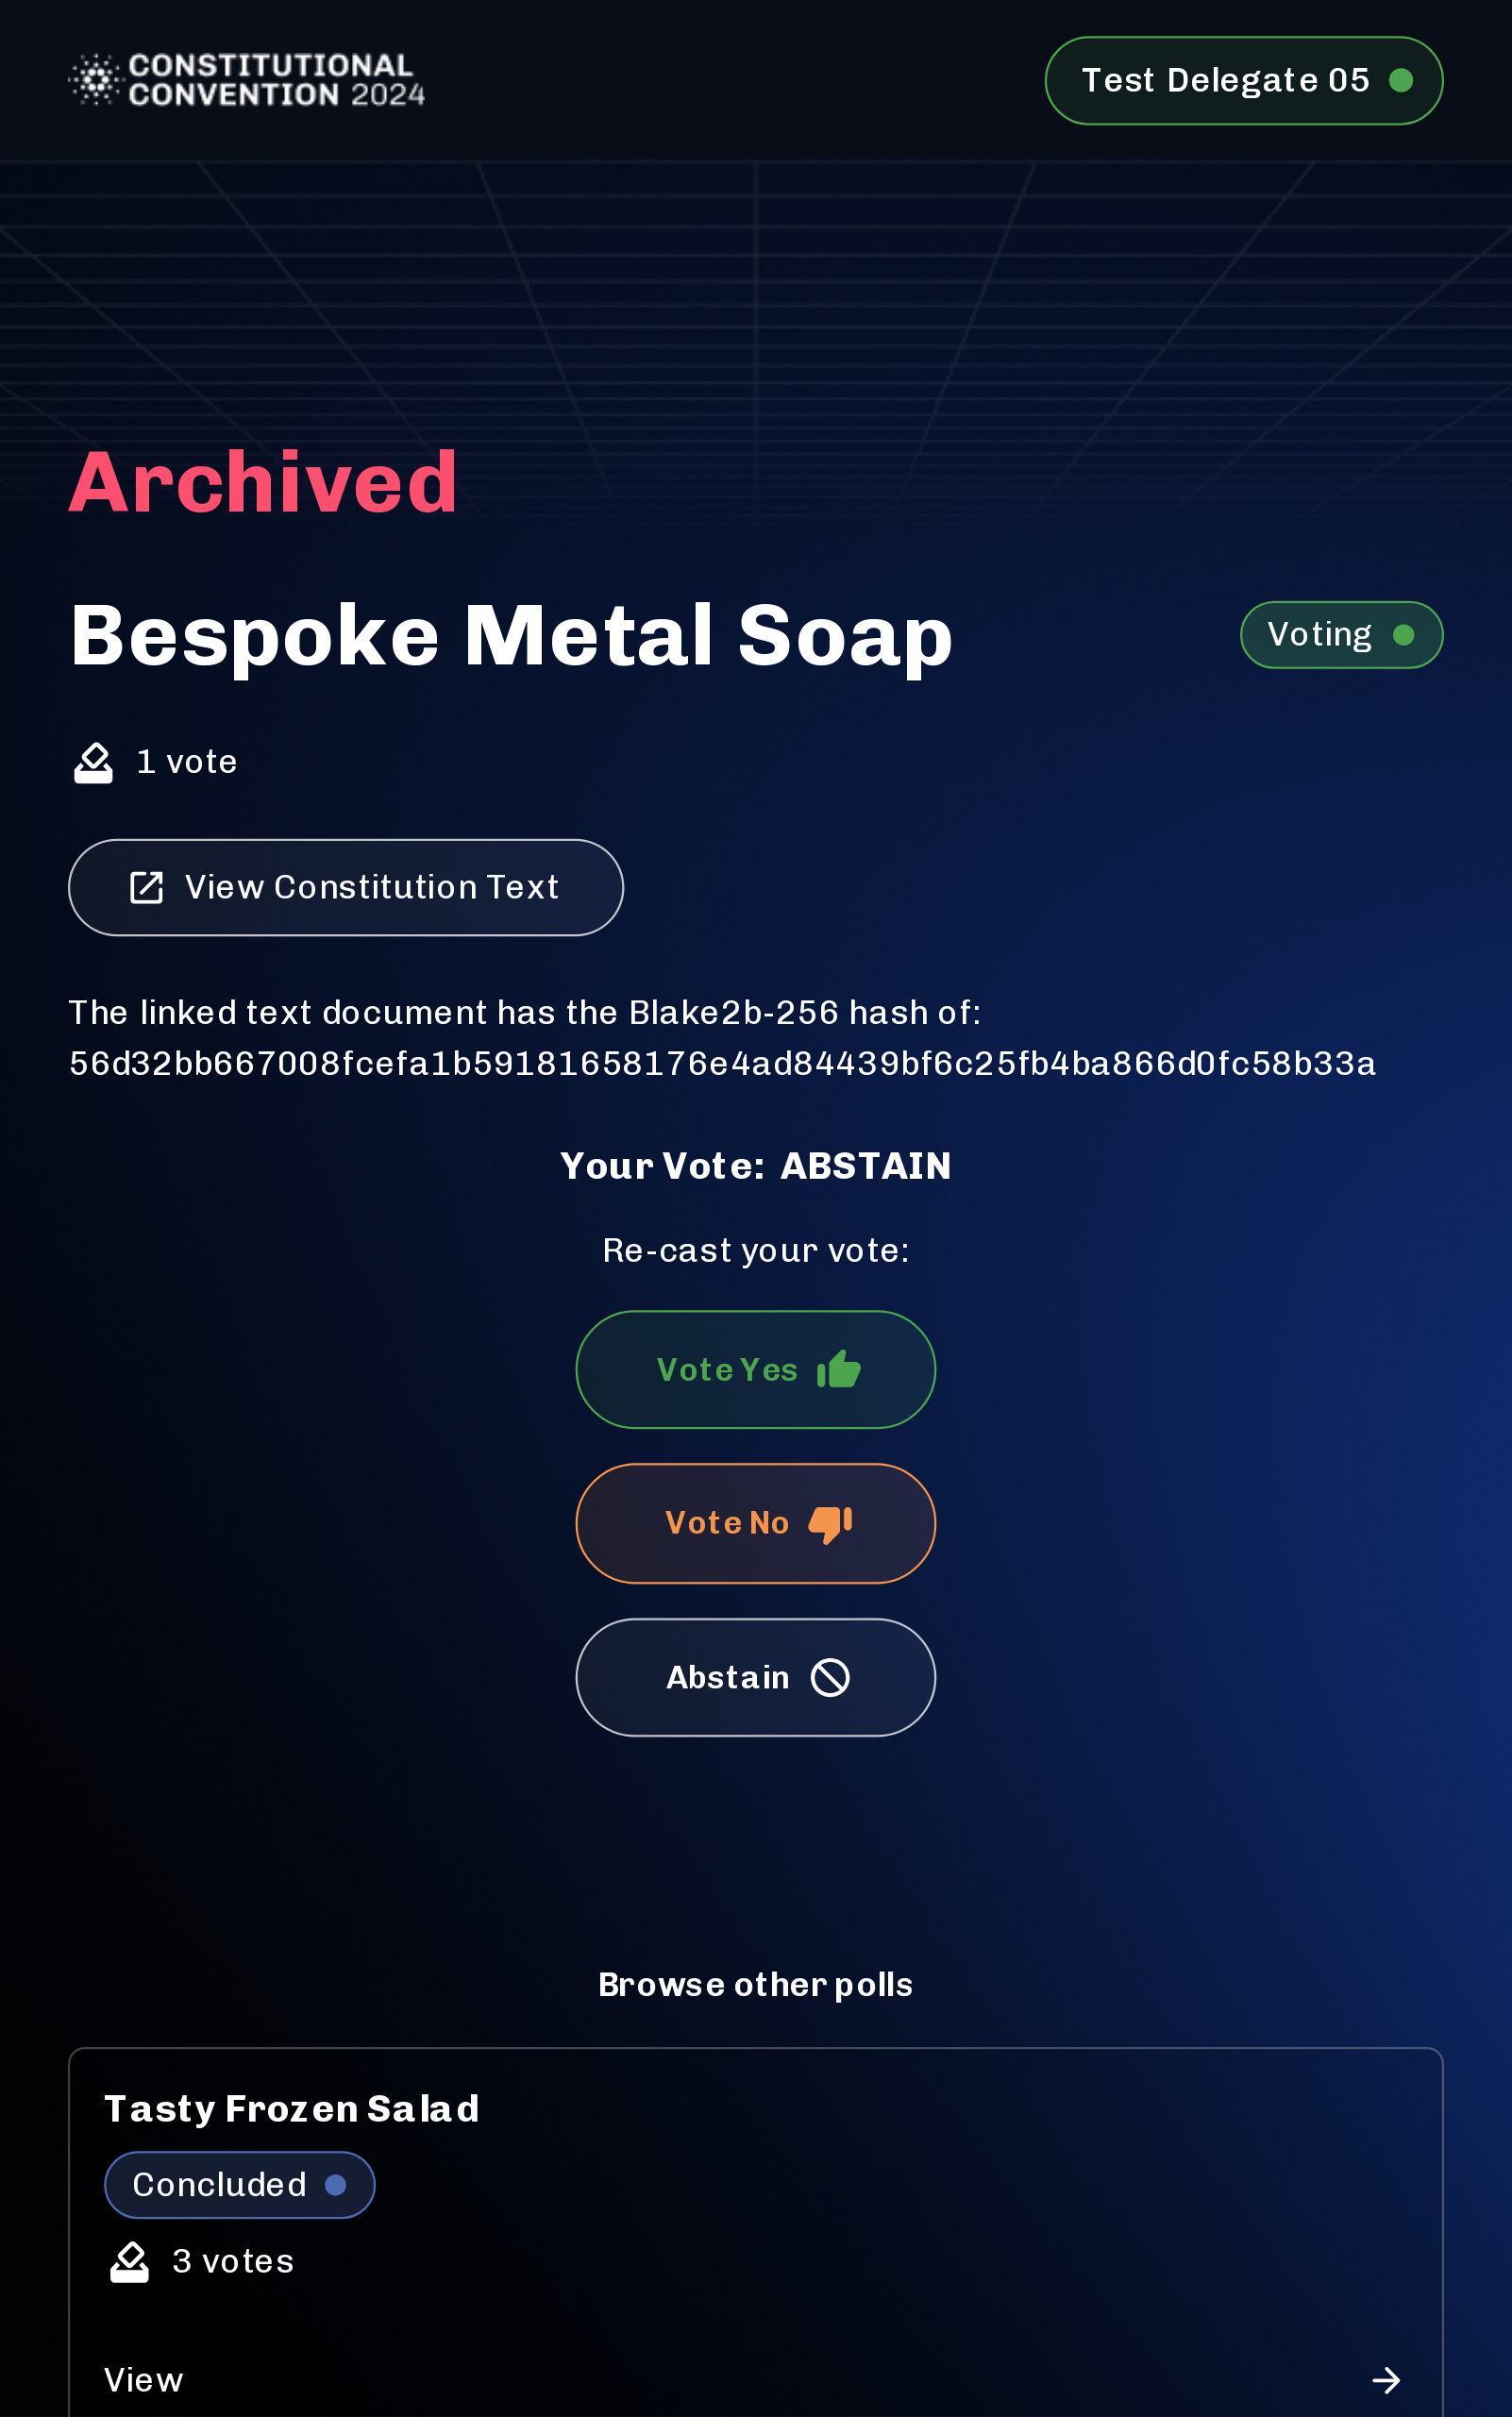 CONSTITUTIONAL
CONVENTION 2024
Test Delegate 05
Archived
Bespoke Metal Soap
Voting
1 vote
View Constitution Text
The linked text document has the Blake2b-256 hash of:
56d32bb667008fcefa1b59181658176e4ad84439bf6c25fb4ba866d0fc58b33a
Your Vote: ABSTAIN
Re-cast your vote:
Vote Yes
Vote No
Abstain
Browse other polls
Tasty Frozen Salad
Concluded
3 votes
View